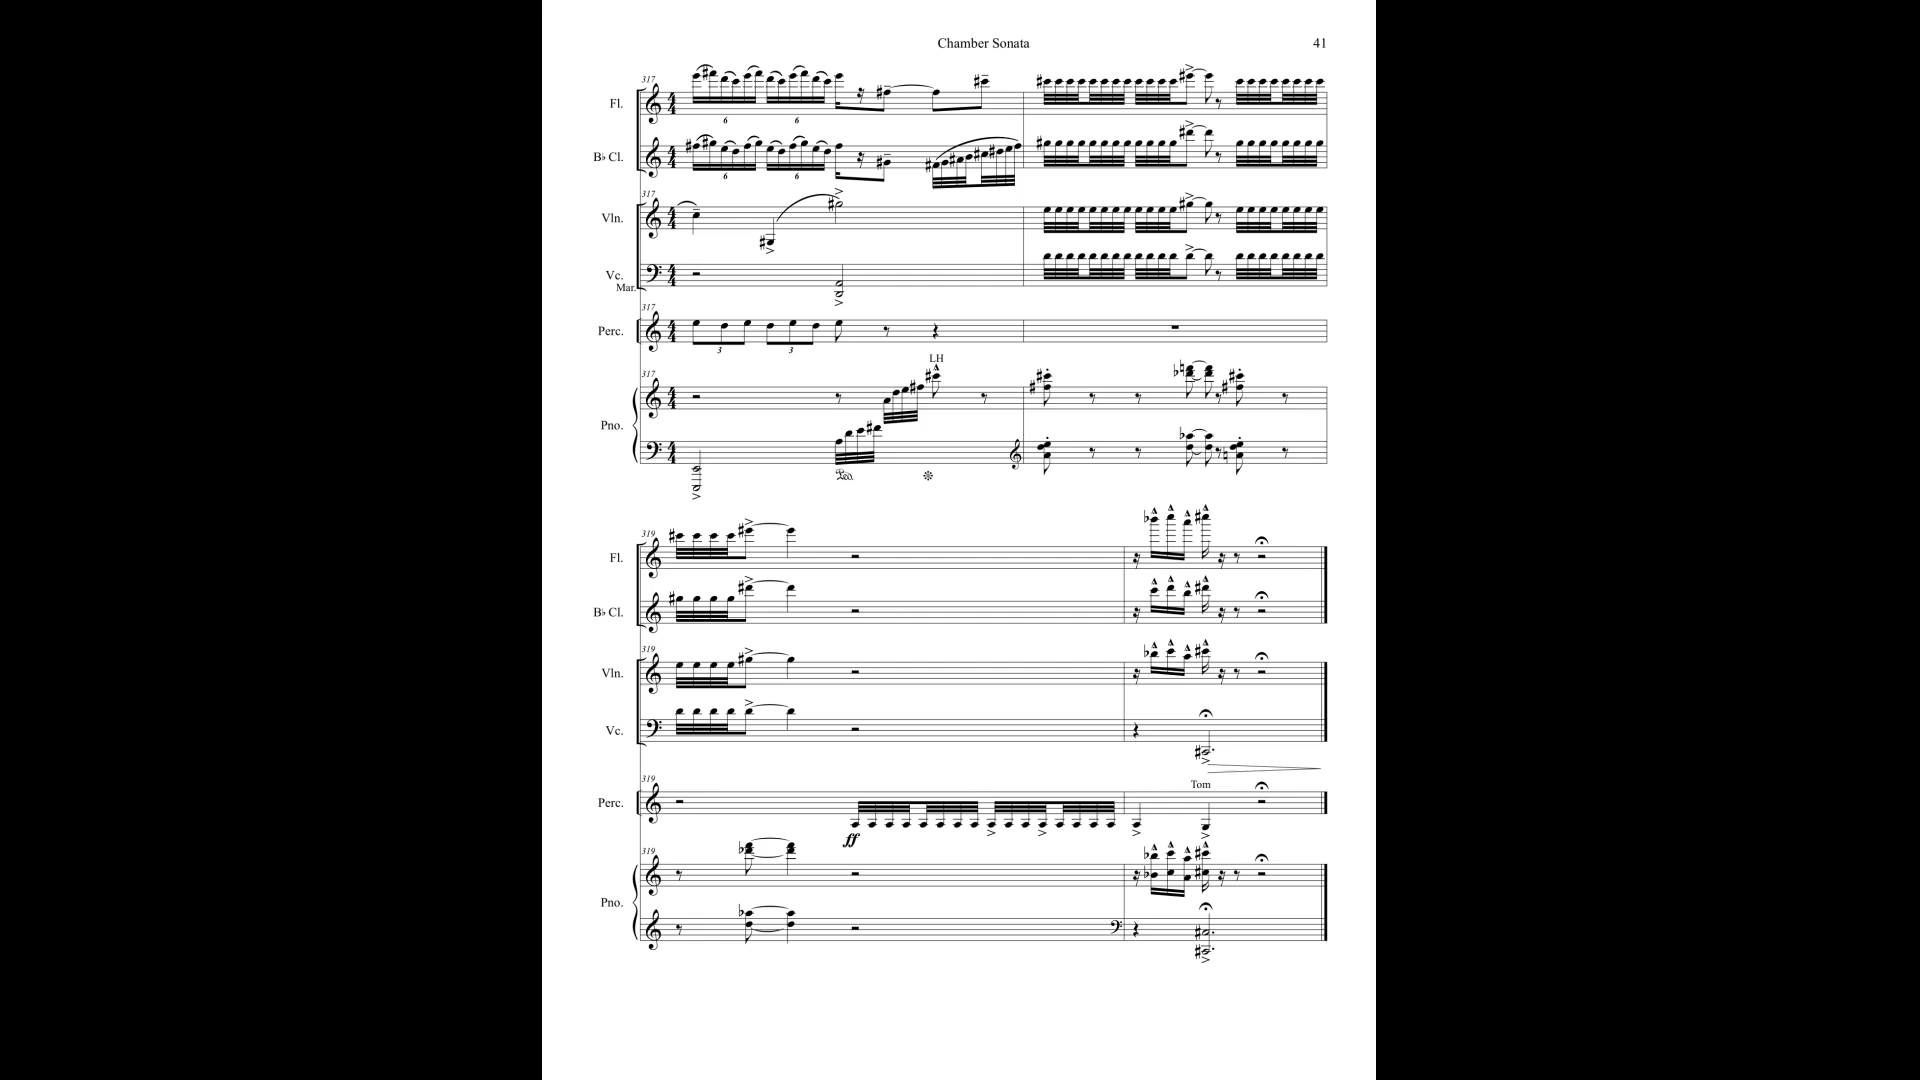 Chamber Sonata 41
317
Fl.
6 6
B♭ Cl.
6 6
317
Vln.
Vc.
Mar.
317
Perc.
3 3
LH
317
Pno.
Ped.
319
Fl.
B♭ Cl.
319
Vln.
Vc.
319
Tom
Perc.
ff
319
Pno.